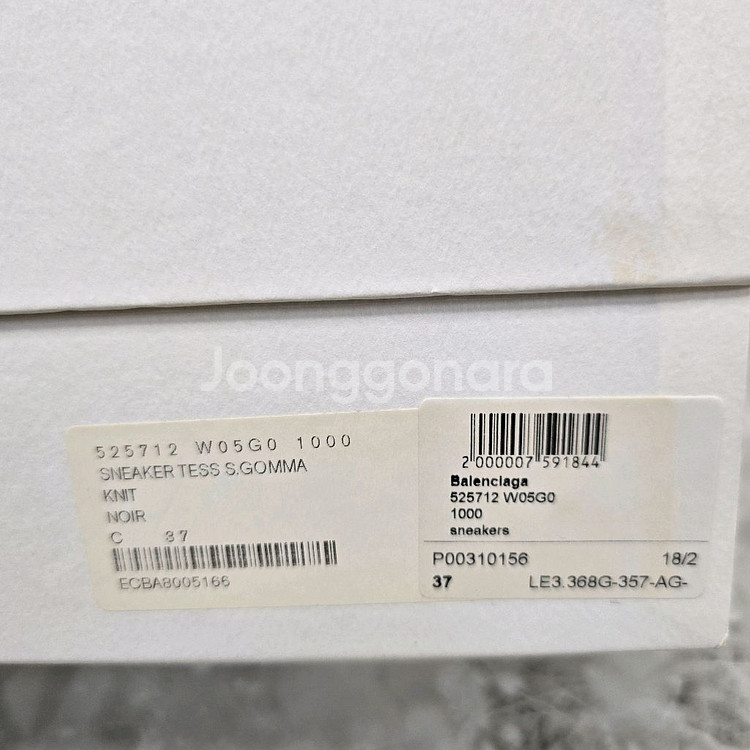 Joonggonara
525712 W05G0 1000
SNEAKER TESS S.GOMMA
KNIT
NOIR
C 37
ECBA8005166
2 000007 591844
Balenciaga
525712 W05G0
1000
sneakers
P00310156 18/2
37 LE3.368G-357-AG-